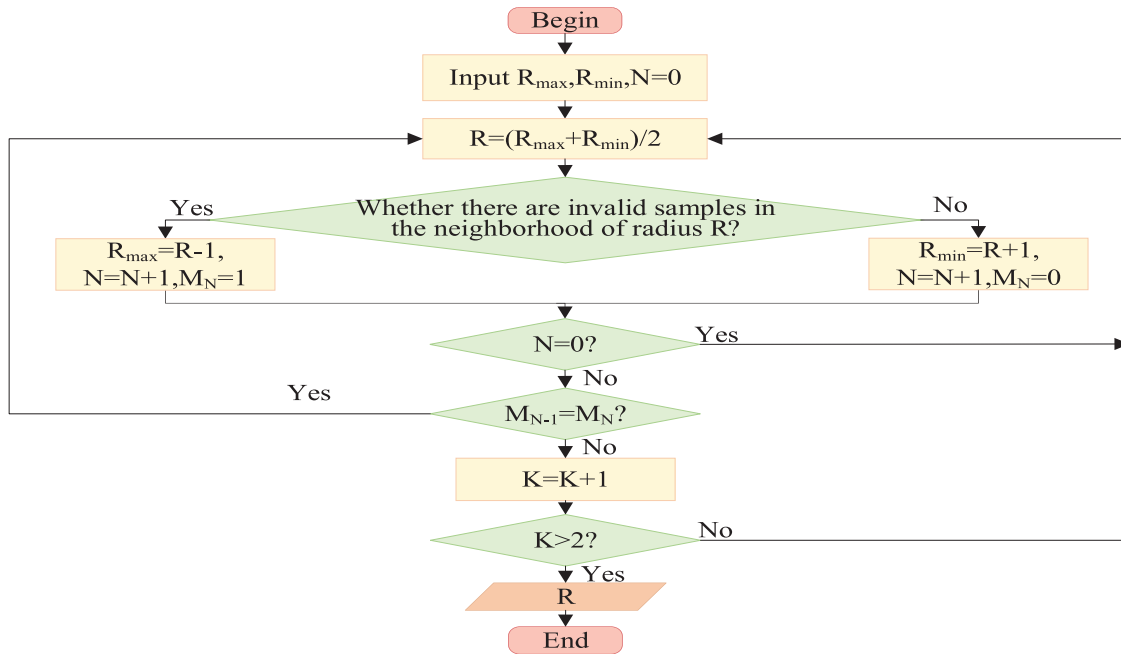 Begin
Input Rmax,Rmin,N=0
R=(Rmax+Rmin)/2
Whether there are invalid samples in
the neighborhood of radius R?
Yes
No
Rmax=R-1,
N=N+1,MN=1
Rmin=R+1,
N=N+1,MN=0
N=0?
Yes
No
MN-1=MN?
Yes
No
K=K+1
K>2?
No
Yes
R
End